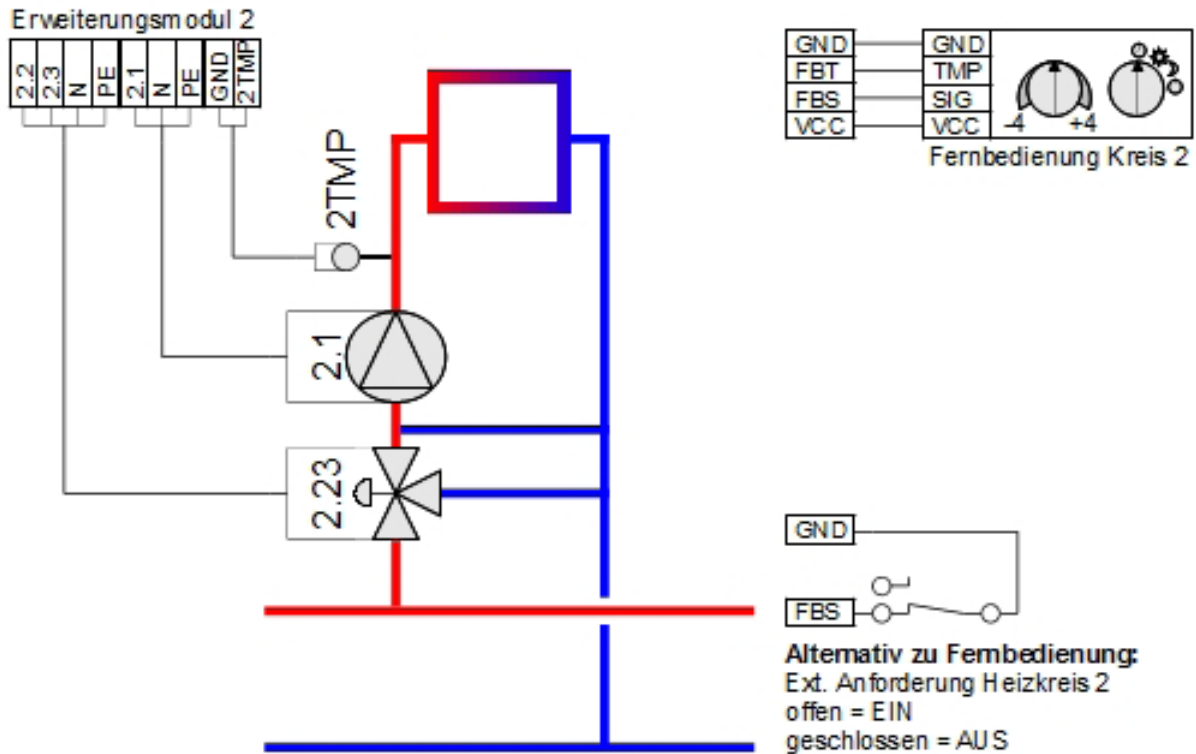 Erweiterungsmodul 2
2.2 2.3 N PE 2.1 N PE GND 2TMP
2TMP
2.1
2.23
GND GND
FBT TMP
FBS SIG
VCC VCC
-4 +4
Fernbedienung Kreis 2
GND
FBS
Alternativ zu Fernbedienung:
Ext. Anforderung Heizkreis 2
offen = EIN
geschlossen = AUS